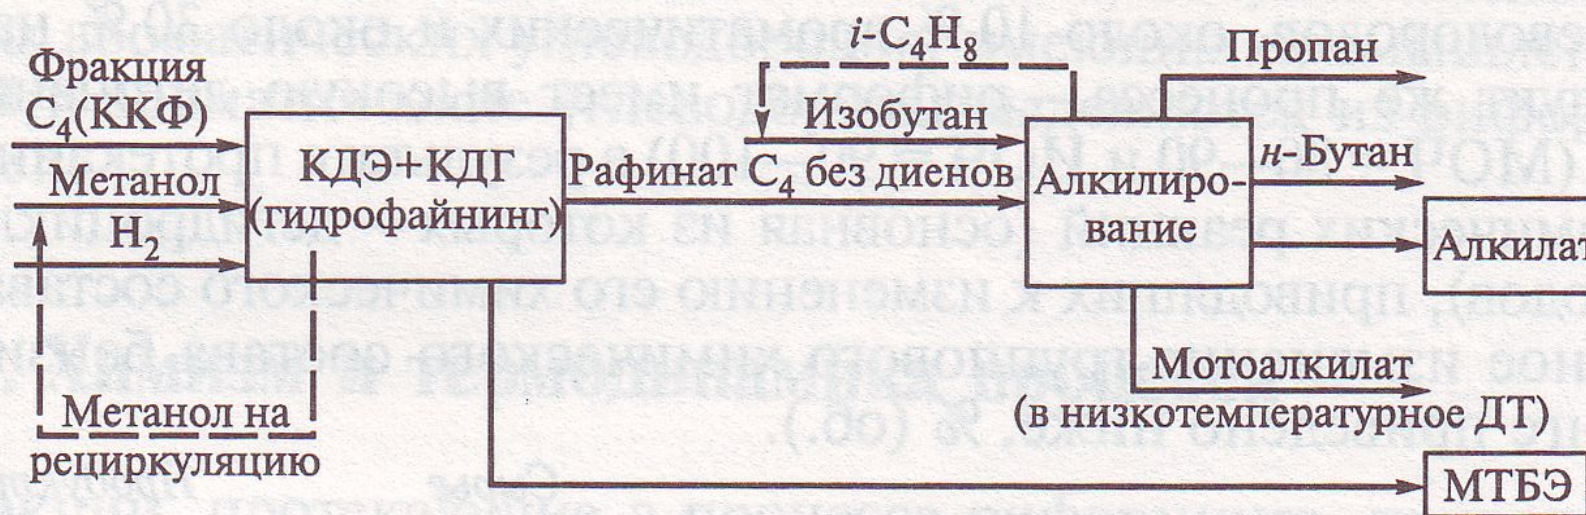 Фракция
C₄(ККФ)
Метанол
H₂
Метанол на
рециркуляцию
КДЭ+КДГ
(гидрофайнинг)
i-C₄H₈
Изобутан
Рафинат C₄ без диенов
Алкилиро-
вание
Пропан
н-Бутан
Алкилат
Мотоалкилат
(в низкотемпературное ДТ)
МТБЭ